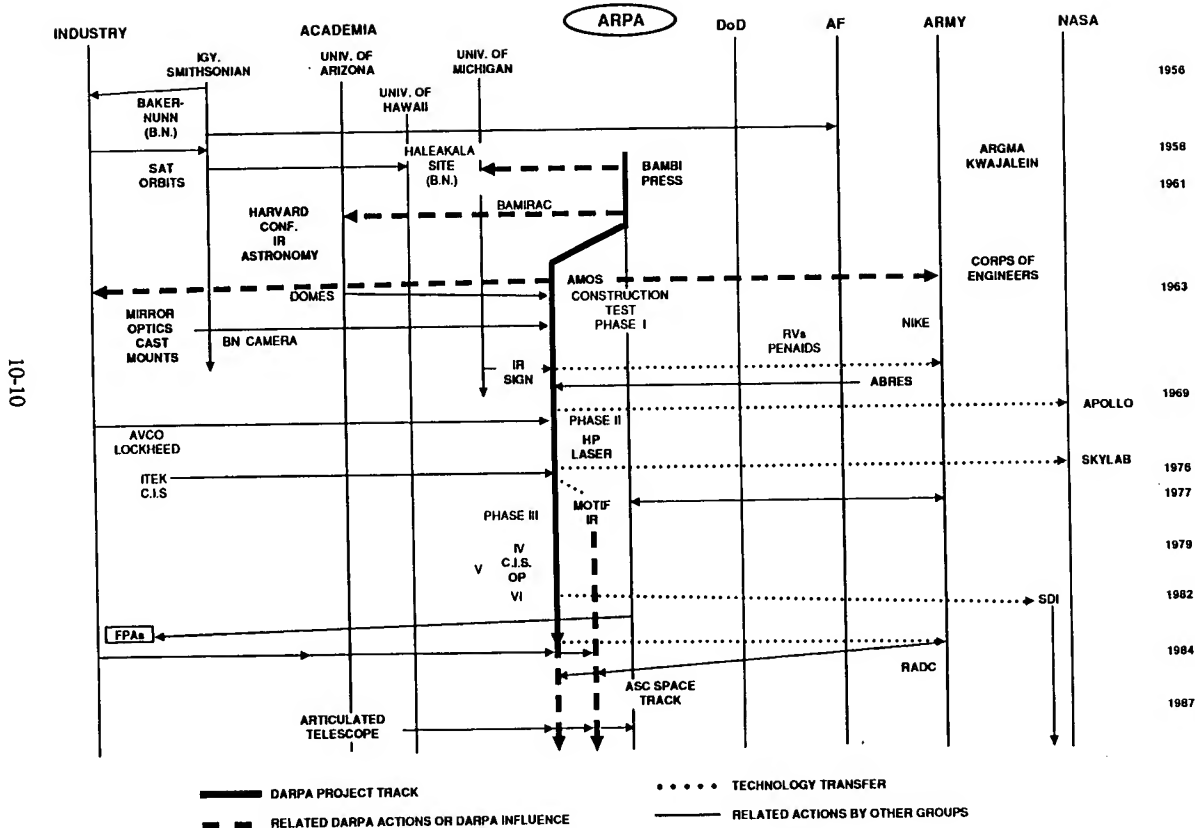 INDUSTRY
ACADEMIA
ARPA
DoD
AF
ARMY
NASA
IGY.
SMITHSONIAN
UNIV. OF
ARIZONA
UNIV. OF
MICHIGAN
1956
UNIV. OF
HAWAII
BAKER-
NUNN
(B.N.)
1958
ARGMA
KWAJALEIN
SAT
ORBITS
HALEAKALA
SITE
(B.N.)
BAMBI
PRESS
1961
BAMIRAC
HARVARD
CONF.
IR
ASTRONOMY
CORPS OF
ENGINEERS
AMOS
1963
DOMES
CONSTRUCTION
TEST
PHASE I
MIRROR
OPTICS
CAST
MOUNTS
BN CAMERA
NIKE
RVs
PENAIDS
IR
SIGN
ABRES
1969
APOLLO
PHASE II
AVCO
LOCKHEED
HP
LASER
SKYLAB
1976
ITEK
C.I.S
1977
MOTIF
IR
PHASE III
1979
IV
C.I.S.
OP
V
VI
SDI
1982
FPAs
1984
RADC
ASC SPACE
TRACK
1987
ARTICULATED
TELESCOPE
DARPA PROJECT TRACK
TECHNOLOGY TRANSFER
RELATED DARPA ACTIONS OR DARPA INFLUENCE
RELATED ACTIONS BY OTHER GROUPS
10-10